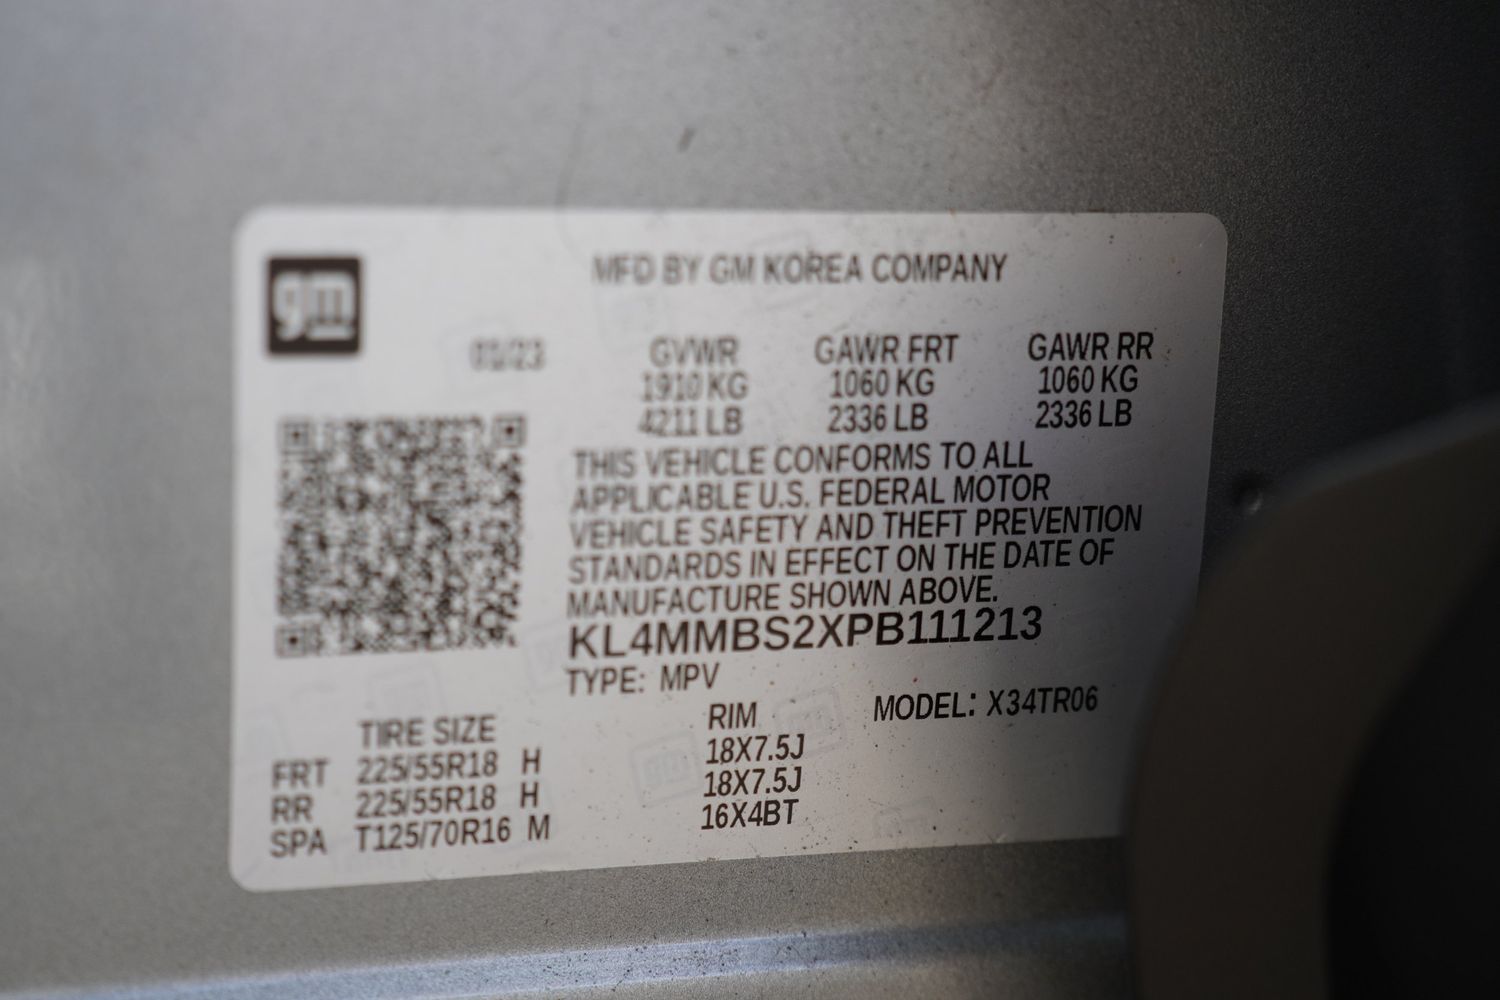 gm
MFD BY GM KOREA COMPANY
01/23 GVWR GAWR FRT GAWR RR
1910 KG 1060 KG 1060 KG
4211 LB 2336 LB 2336 LB
THIS VEHICLE CONFORMS TO ALL
APPLICABLE U.S. FEDERAL MOTOR
VEHICLE SAFETY AND THEFT PREVENTION
STANDARDS IN EFFECT ON THE DATE OF
MANUFACTURE SHOWN ABOVE.
KL4MMBS2XPB111213
TYPE: MPV
TIRE SIZE RIM MODEL: X34TR06
FRT 225/55R18 H 18X7.5J
RR 225/55R18 H 18X7.5J
SPA T125/70R16 M 16X4BT